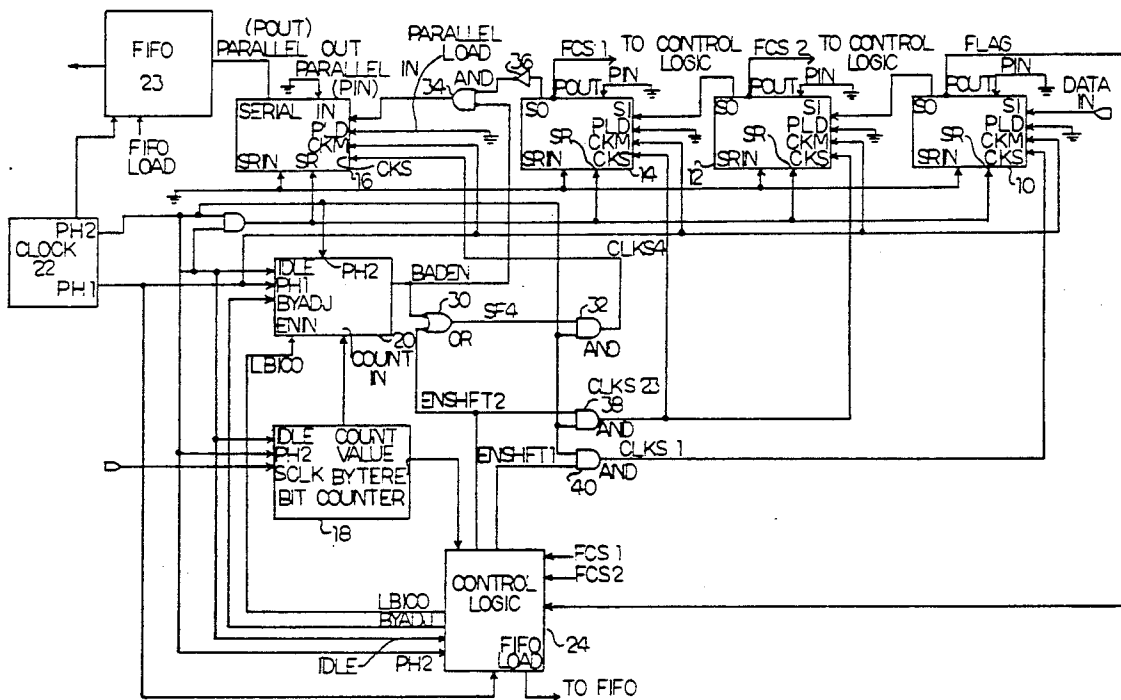 FIFO
23
(POUT)
PARALLEL OUT
PARALLEL
(PIN)
PARALLEL
LOAD
IN
AND
34
36
FCS 1
TO CONTROL
LOGIC
FCS 2
TO CONTROL
LOGIC
FLAG
FIFO
LOAD
SERIAL IN
PLD
CKM
SRIN
SR
16
CKS
SO
POUT
PIN
SI
PLD
CKM
SR
CKS
SRIN
14
SO
POUT
PIN
SI
PLD
CKM
SR
CKS
SRIN
12
SO
POUT
PIN
SI
PLD
CKM
SR
CKS
SRIN
10
DATA
IN
PH2
CLOCK
22
PH1
CLKS4
IDLE
PH2
PH1
BYADJ
ENIN
20
BADEN
30
OR
SF4
32
AND
LBICO
COUNT
IN
ENSHFT2
CLKS 23
38
AND
IDLE
PH2
SCLK
COUNT
VALUE
BYTERE
BIT COUNTER
18
ENSHFT1
CLKS 1
AND
40
CONTROL
LOGIC
FCS 1
FCS 2
24
LBICO
BYADJ
IDLE
PH2
FIFO
LOAD
TO FIFO